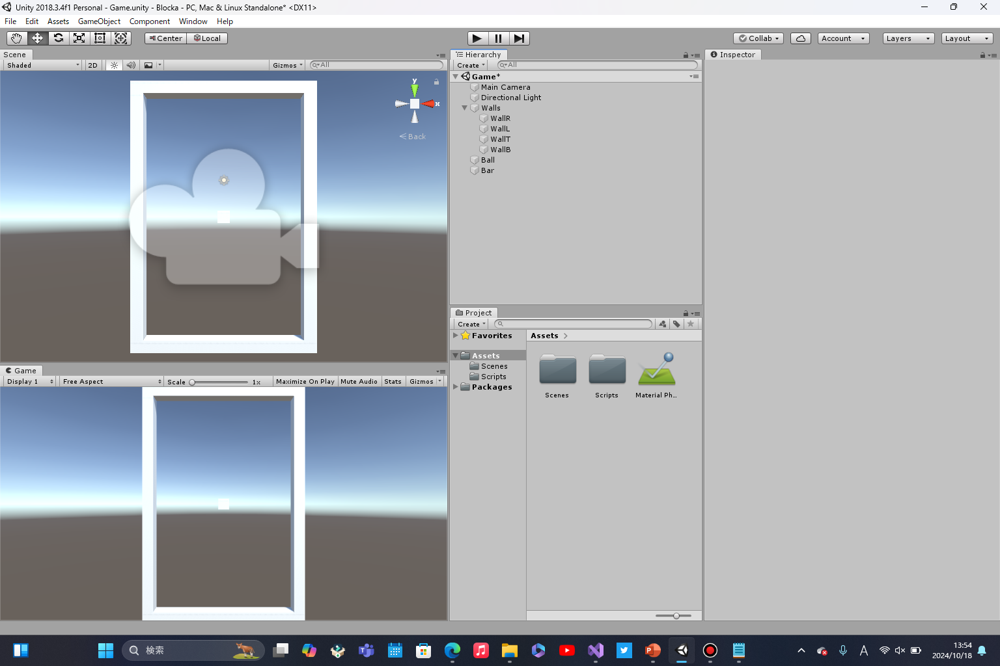 Unity 2018.3.4f1 Personal - Game.unity - Blocka - PC, Mac & Linux Standalone* <DX11>
File Edit Assets GameObject Component Window Help
Center Local
Collab Account Layers Layout
Scene
Shaded 2D Gizmos All
y
x
Back
Game
Display 1 Free Aspect Scale 1x Maximize On Play Mute Audio Stats Gizmos
Hierarchy
Create All
Game*
Main Camera
Directional Light
Walls
WallR
WallL
WallT
WallB
Ball
Bar
Project
Create
Favorites
Assets
Scenes
Scripts
Packages
Assets
Scenes Scripts Material Ph...
Inspector
検索
A
13:54
2024/10/18